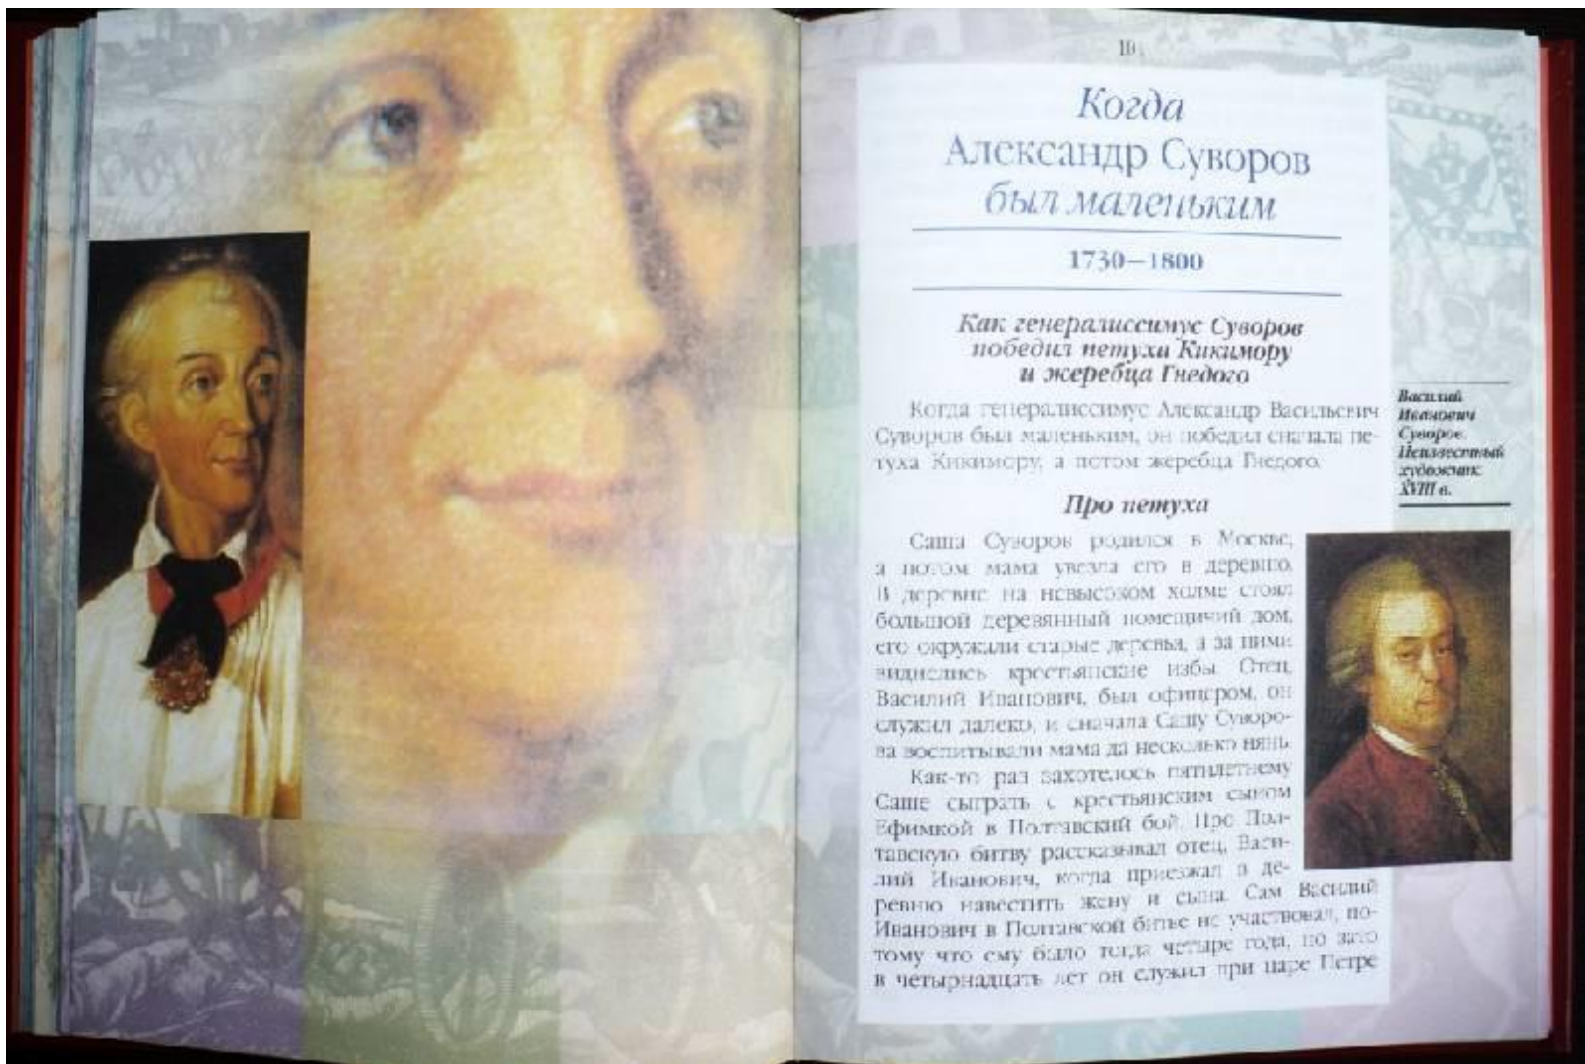 10
Когда
Александр Суворов
был маленьким
1730—1800
Как генералиссимус Суворов
победил петуха Кикимору
и жеребца Гнедого
Когда генералиссимус Александр Васильевич
Суворов был маленьким, он победил сначала пе-
туха Кикимору, а потом жеребца Гнедого.
Про петуха
Саша Суворов родился в Москве,
а потом мама увезла его в деревню.
В деревне на невысоком холме стоял
большой деревянный помещичий дом,
его окружали старые деревья, а за ними
виднелись крестьянские избы. Отец,
Василий Иванович, был офицером, он
служил далеко, и сначала Сашу Суворо-
ва воспитывали мама да несколько нянь.
Как-то раз захотелось пятилетнему
Саше сыграть с крестьянским сыном
Ефимкой в Полтавский бой. Про Пол-
тавскую битву рассказывал отец, Васи-
лий Иванович, когда приезжал в де-
ревню навестить жену и сына. Сам Василий
Иванович в Полтавской битве не участвовал, по-
тому что ему было тогда четыре года, но зато
в четырнадцать лет он служил при царе Петре
Василий
Иванович
Суворов.
Неизвестный
художник
XVIII в.